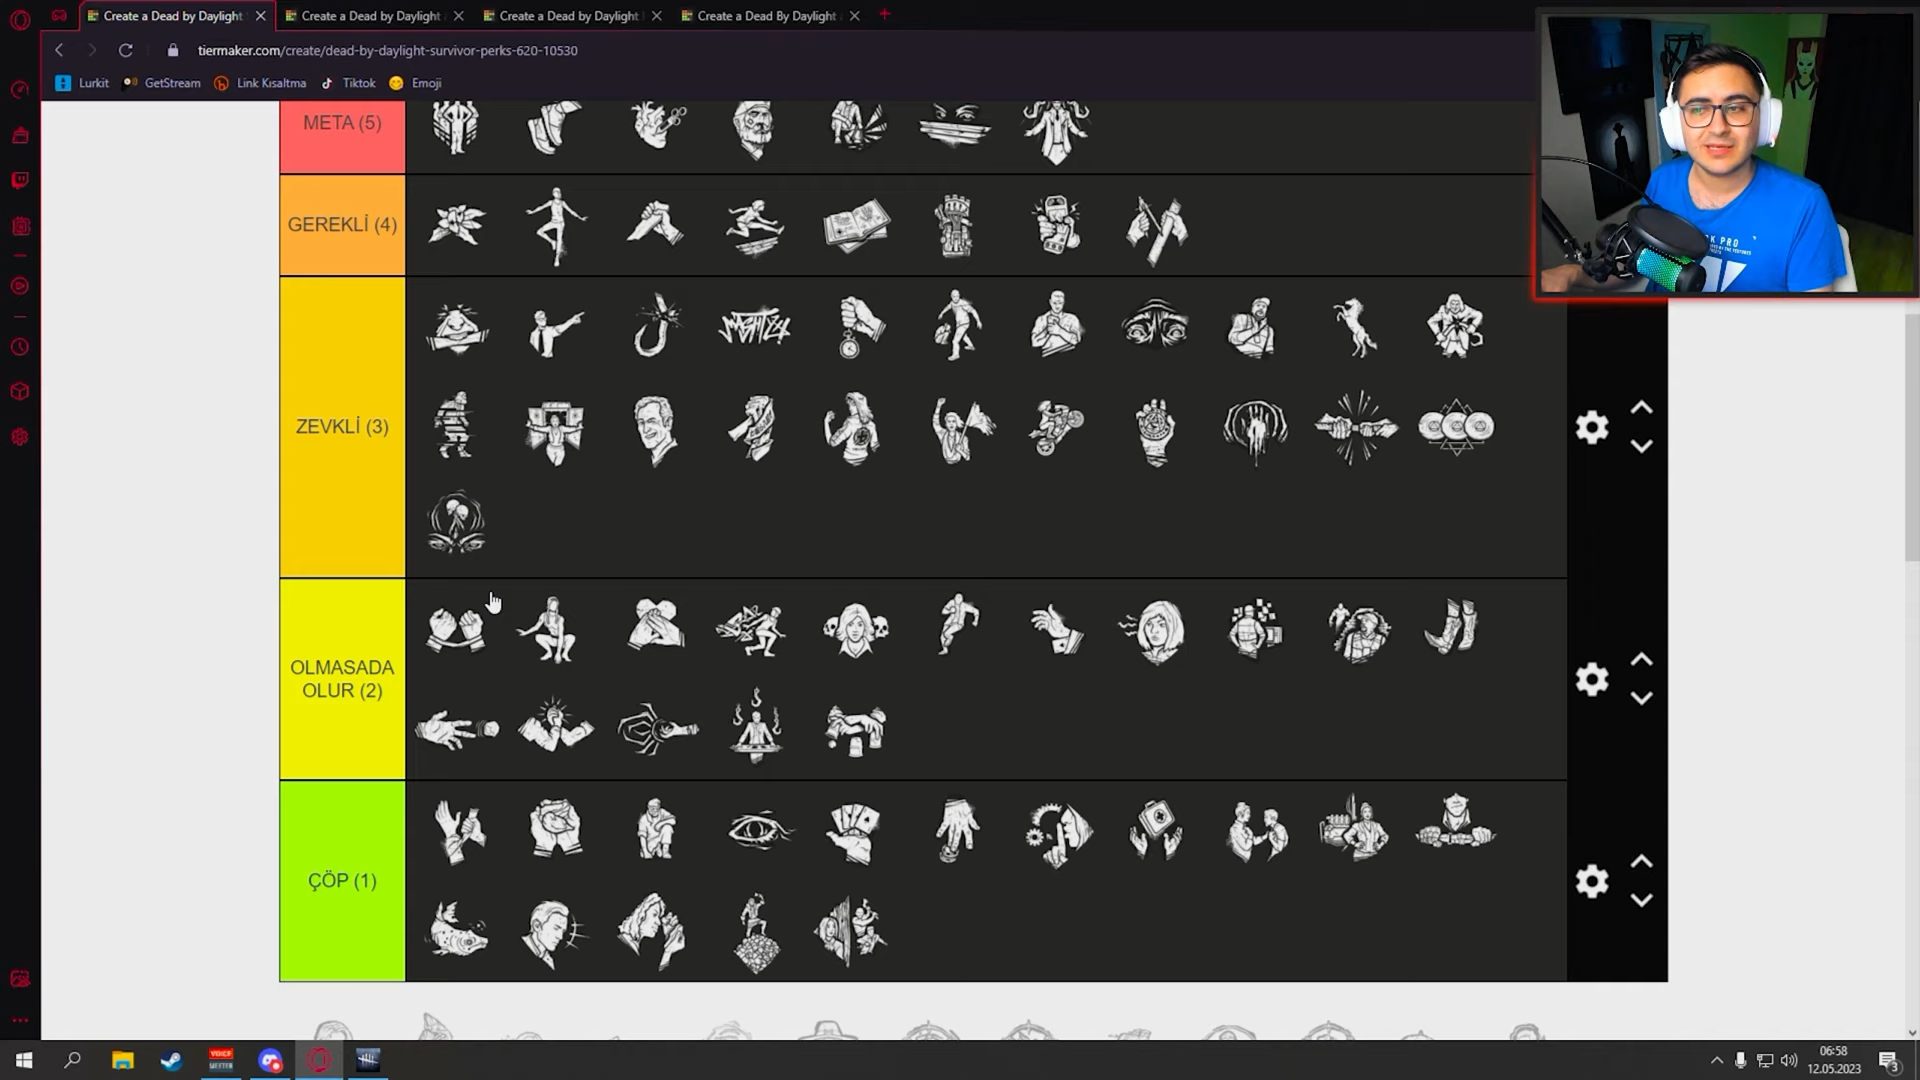 Create a Dead by Daylight
Create a Dead by Daylight
Create a Dead by Daylight
Create a Dead By Daylight
tiermaker.com/create/dead-by-daylight-survivor-perks-620-10530
Lurkit
GetStream
Link Kısaltma
Tiktok
Emoji
META (5)
GEREKLİ (4)
ZEVKLİ (3)
OLMASADA
OLUR (2)
ÇÖP (1)
06:58
12.05.2023
3